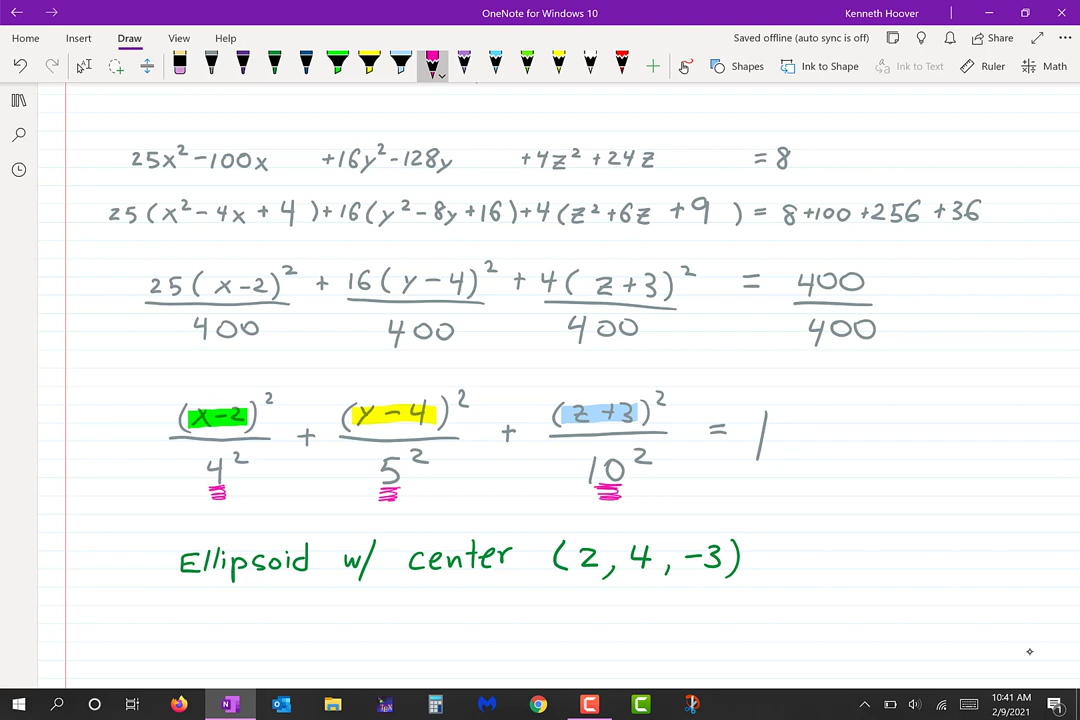 OneNote for Windows 10
Kenneth Hoover
Home Insert Draw View Help
Saved offline (auto sync is off) Share
Shapes Ink to Shape Ink to Text Ruler Math
25x² - 100x + 16y² - 128y + 4z² + 24z = 8
25(x² - 4x + 4) + 16(y² - 8y + 16) + 4(z² + 6z + 9) = 8 + 100 + 256 + 36
25(x-2)²/400 + 16(y-4)²/400 + 4(z+3)²/400 = 400/400
(x-2)²/4² + (y-4)²/5² + (z+3)²/10² = 1
Ellipsoid w/ center (2, 4, -3)
10:41 AM
2/9/2021